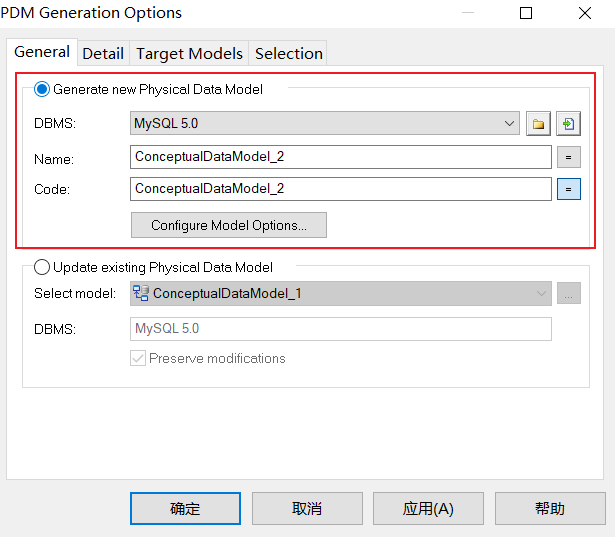 PDM Generation Options
General Detail Target Models Selection
Generate new Physical Data Model
DBMS: MySQL 5.0
Name: ConceptualDataModel_2 =
Code: ConceptualDataModel_2 =
Configure Model Options...
Update existing Physical Data Model
Select model: ConceptualDataModel_1 ...
DBMS: MySQL 5.0
Preserve modifications
确定 取消 应用(A) 帮助